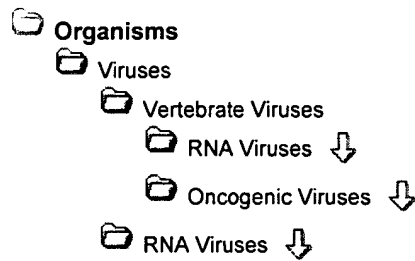 Organisms
Viruses
Vertebrate Viruses
RNA Viruses
Oncogenic Viruses
RNA Viruses